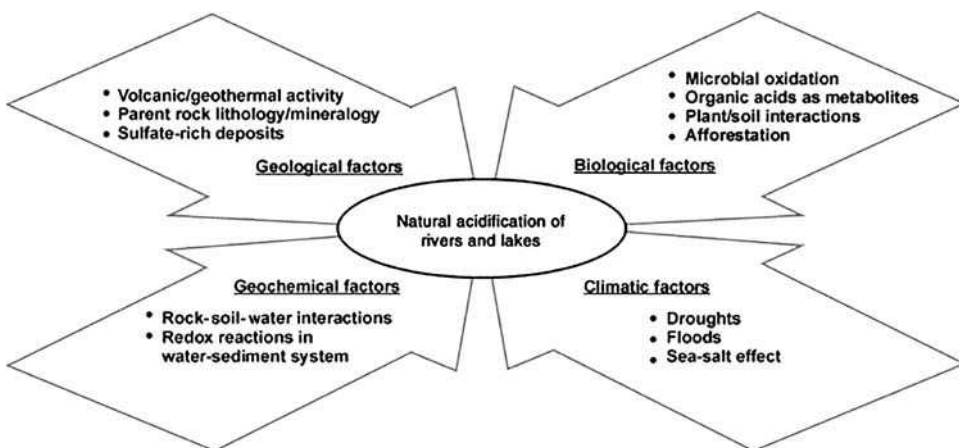 • Volcanic/geothermal activity
• Parent rock lithology/mineralogy
• Sulfate-rich deposits
Geological factors
• Microbial oxidation
• Organic acids as metabolites
• Plant/soil interactions
• Afforestation
Biological factors
Natural acidification of
rivers and lakes
Geochemical factors
• Rock-soil-water interactions
• Redox reactions in
water-sediment system
Climatic factors
• Droughts
• Floods
• Sea-salt effect